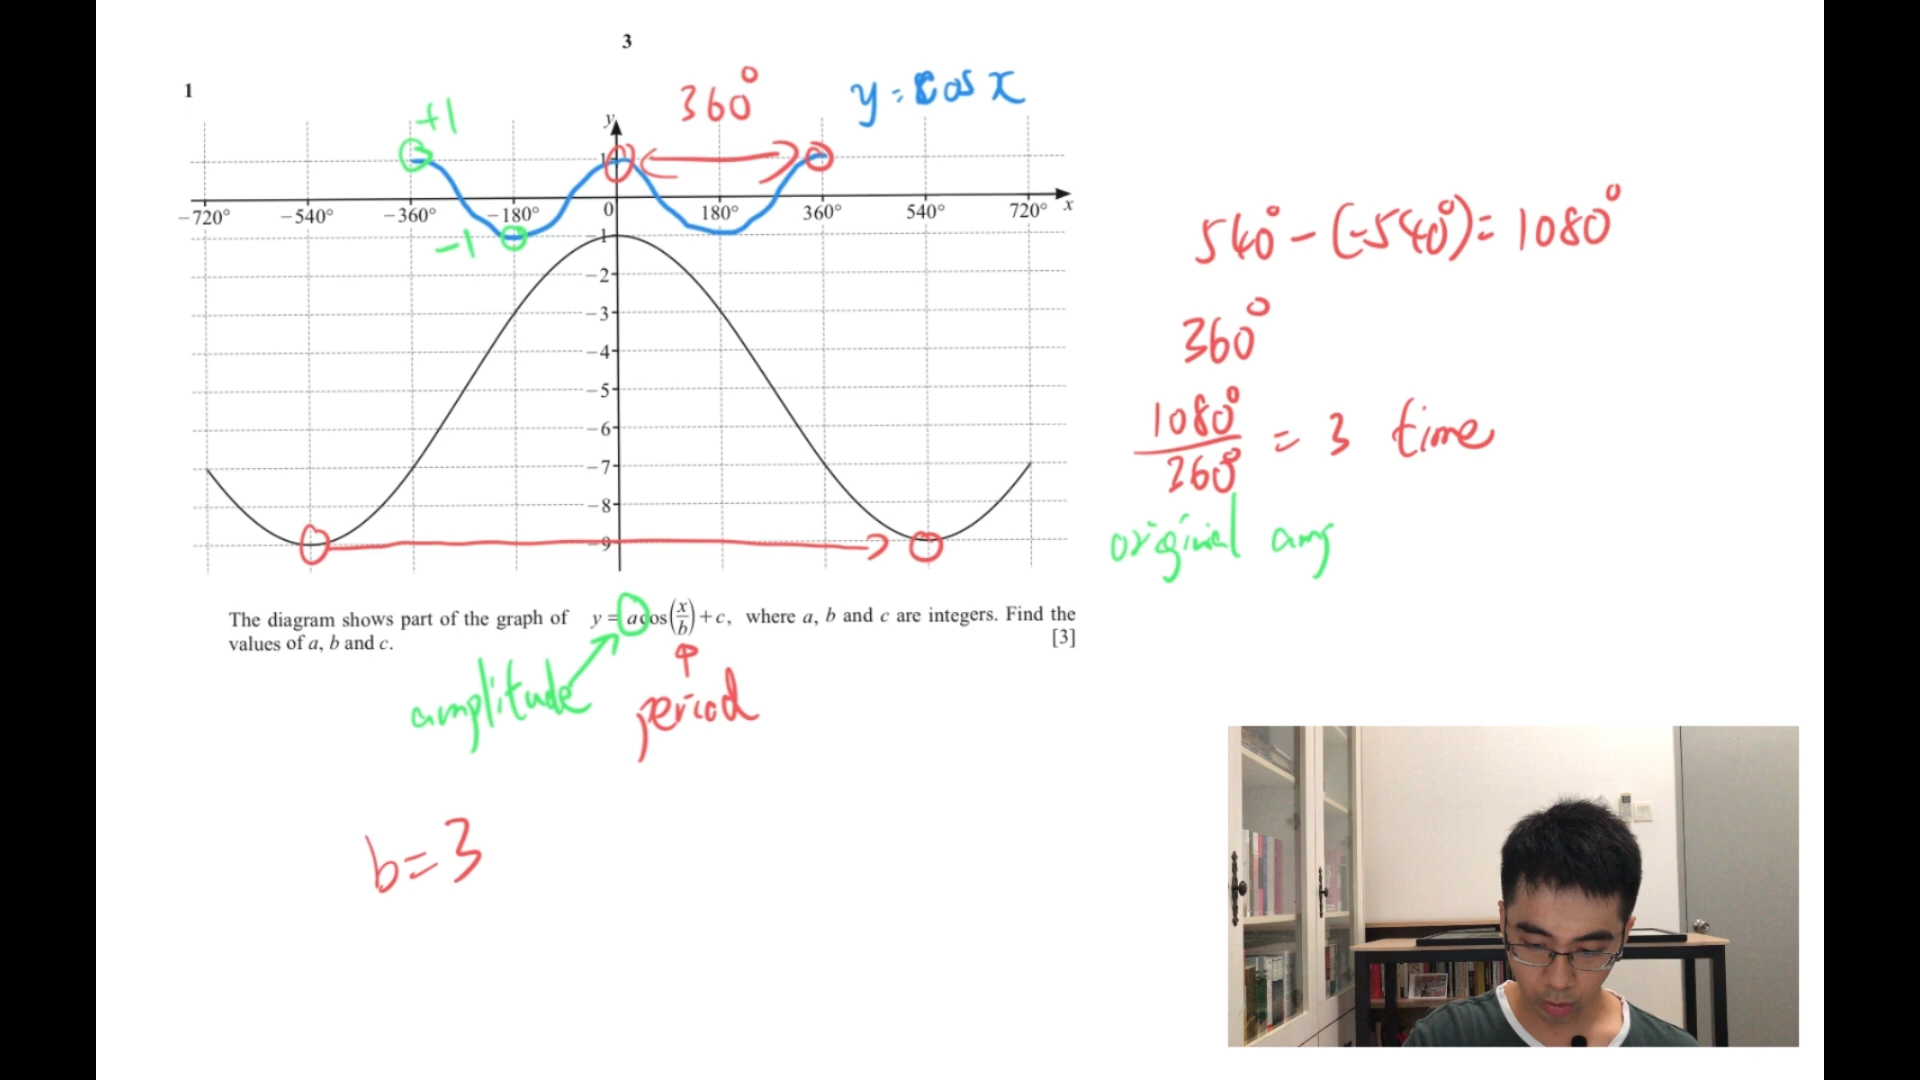 3
1
+1
360°
y = cos x
y
1
-720° -540° -360° -180° 0 180° 360° 540° 720° x
-1
-1
-2
-3
-4
-5
-6
-7
-8
-9
540° - (-540°) = 1080°
360°
1080°
360° = 3 time
original ang
The diagram shows part of the graph of y = a cos(x/b) + c, where a, b and c are integers. Find the
values of a, b and c. [3]
amplitude
period
b=3